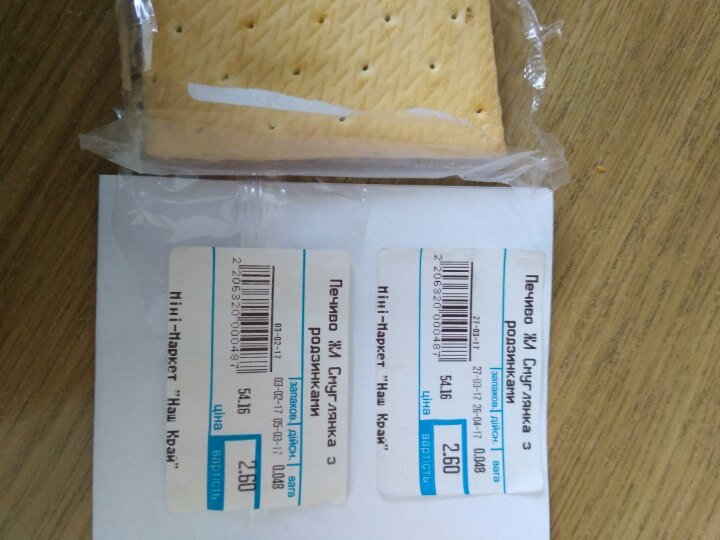 Печиво ЖЛ Смуглянка з
родзинками
03-02-17
запаков. дійсн. вага
03-02-17 05-03-17 0.048
2 206320 000487
54.16
ціна
2.60
вартість
Міні-Маркет "Наш Край"
Печиво ЖЛ Смуглянка з
родзинками
27-03-17
запаков. дійсн. вага
27-03-17 26-04-17 0.048
2 206320 000487
54.16
ціна
2.60
вартість
Міні-Маркет "Наш Край"